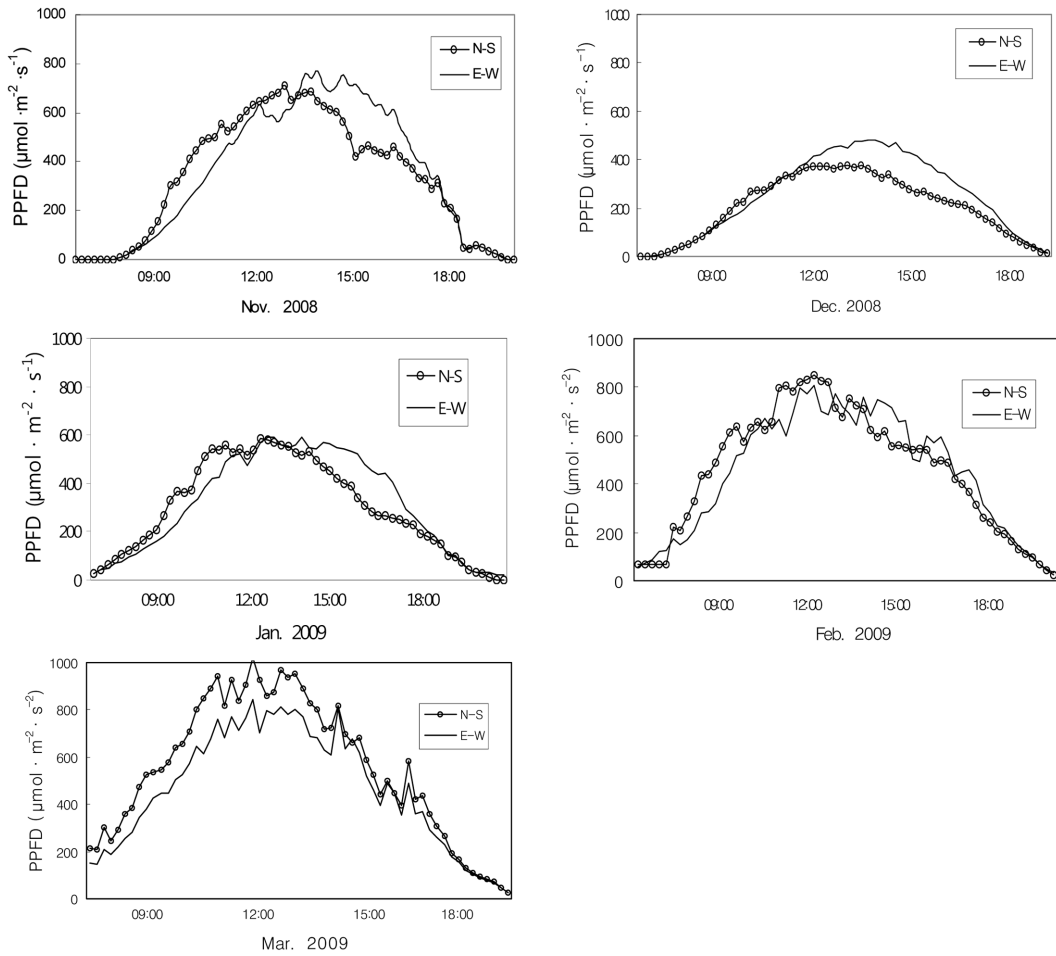 PPFD (μmol ·m⁻² ·s⁻¹)
1000
800
600
400
200
0
N-S
E-W
09:00 12:00 15:00 18:00
Nov. 2008
PPFD (μmol · m⁻² · s⁻¹)
1000
800
600
400
200
0
N-S
E-W
09:00 12:00 15:00 18:00
Dec. 2008
PPFD (μmol · m⁻² · s⁻¹)
1000
800
600
400
200
0
N-S
E-W
09:00 12:00 15:00 18:00
Jan. 2009
PPFD (μmol · m⁻² · s⁻²)
1000
800
600
400
200
0
N-S
E-W
09:00 12:00 15:00 18:00
Feb. 2009
PPFD ( μmol · m⁻² · s⁻²)
1000
800
600
400
200
0
N-S
E-W
09:00 12:00 15:00 18:00
Mar. 2009